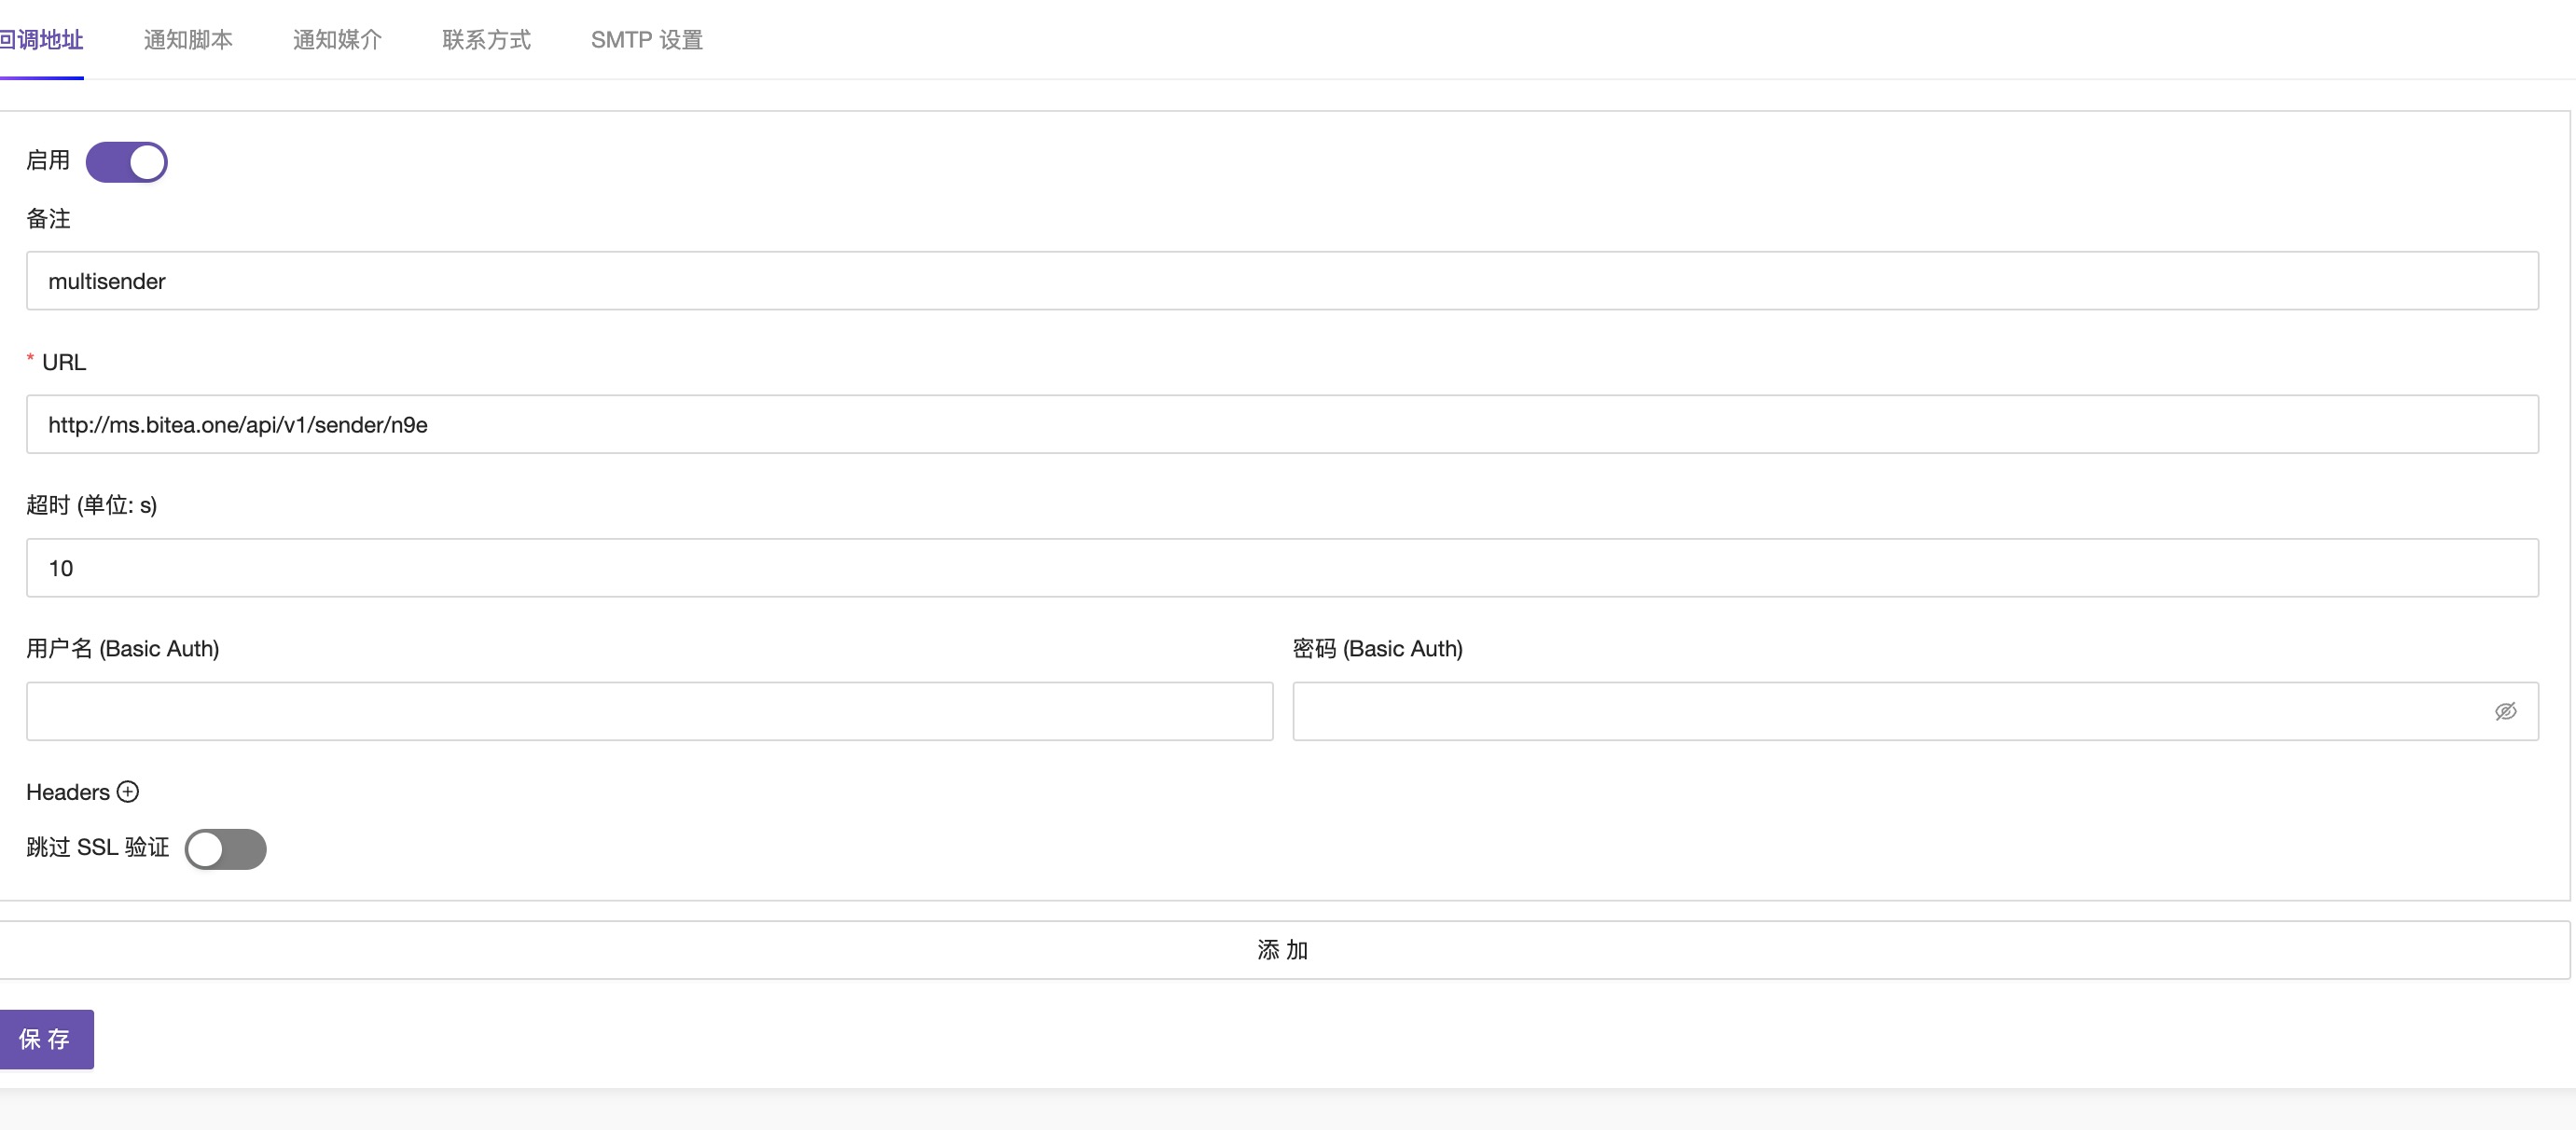 回调地址 通知脚本 通知媒介 联系方式 SMTP 设置
启用
备注
multisender
* URL
http://ms.bitea.one/api/v1/sender/n9e
超时 (单位: s)
10
用户名 (Basic Auth) 密码 (Basic Auth)
Headers
跳过 SSL 验证
添 加
保 存